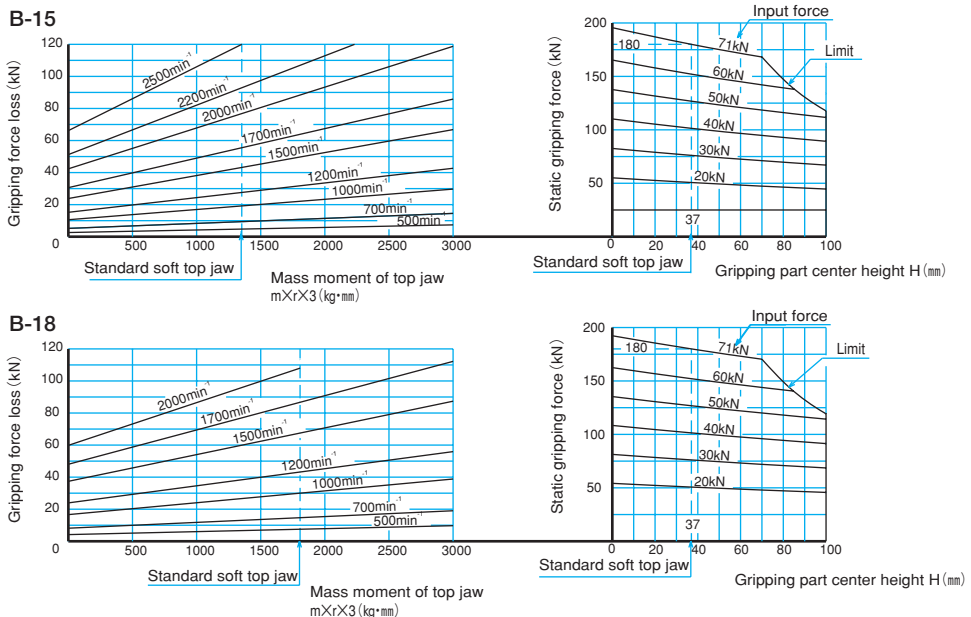 B-15
Gripping force loss (kN)
120
100
80
60
40
20
0
2500min⁻¹
2200min⁻¹
2000min⁻¹
1700min⁻¹
1500min
1200min⁻¹
1000min⁻¹
700min⁻¹
500min⁻¹
500
1000
1500
2000
2500
3000
Standard soft top jaw
Mass moment of top jaw
m×r×3(kg•mm)
Static gripping force (kN)
200
150
100
50
Input force
Limit
180
71kN
60kN
50kN
40kN
30kN
20kN
37
0
20
40
60
80
100
Standard soft top jaw
Gripping part center height H(mm)
B-18
Gripping force loss (kN)
120
100
80
60
40
20
0
2000min⁻¹
1700min⁻¹
1500min⁻¹
1200min⁻¹
1000min⁻¹
700min⁻¹
500min⁻¹
500
1000
1500
2000
2500
3000
Standard soft top jaw
Mass moment of top jaw
m×r×3(kg•mm)
Static gripping force (kN)
200
150
100
50
Input force
Limit
180
71kN
60kN
50kN
40kN
30kN
20kN
37
0
20
40
60
80
100
Standard soft top jaw
Gripping part center height H(mm)